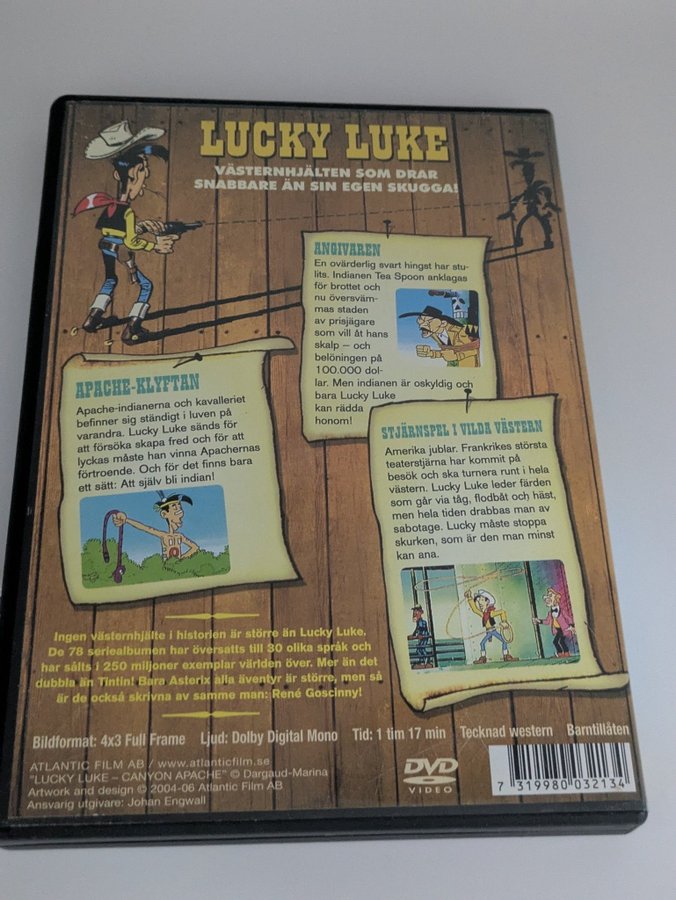 LUCKY LUKE
VÄSTERNHJÄLTEN SOM DRAR
SNABBARE ÄN SIN EGEN SKUGGA!
ANGIVAREN
En ovärderlig svart hingst har stu-
lits. Indianen Tea Spoon anklagas
för brottet och
nu översväm-
mas staden
av prisjägare
som vill åt hans
skalp – och
belöningen på
100.000 dol-
lar. Men indianen är oskyldig och
bara Lucky Luke
kan rädda
honom!
APACHE-KLYFTAN
Apache-indianerna och kavalleriet
befinner sig ständigt i luven på
varandra. Lucky Luke sänds för
att försöka skapa fred och för att
lyckas måste han vinna Apachernas
förtroende. Och för det finns bara
ett sätt: Att själv bli indian!
STJÄRNSPEL I VILDA VÄSTERN
Amerika jublar. Frankrikes största
teaterstjärna har kommit på
besök och ska turnera runt i hela
västern. Lucky Luke leder färden
som går via tåg, flodbåt och häst,
men hela tiden drabbas man av
sabotage. Lucky måste stoppa
skurken, som är den man minst
kan ana.
Ingen västernhjälte i historien är större än Lucky Luke.
De 78 seriealbumen har översatts till 30 olika språk och
har sålts i 250 miljoner exemplar världen över. Mer än det
dubbla än Tintin! Bara Asterix alla äventyr är större, men så
är de också skrivna av samme man: René Goscinny!
Bildformat: 4x3 Full Frame Ljud: Dolby Digital Mono Tid: 1 tim 17 min Tecknad western Barntillåten
ATLANTIC FILM AB / www.atlanticfilm.se
"LUCKY LUKE – CANYON APACHE" © Dargaud-Marina
Artwork and design © 2004-06 Atlantic Film AB
Ansvarig utgivare: Johan Engwall
DVD
VIDEO
7 319980 032134